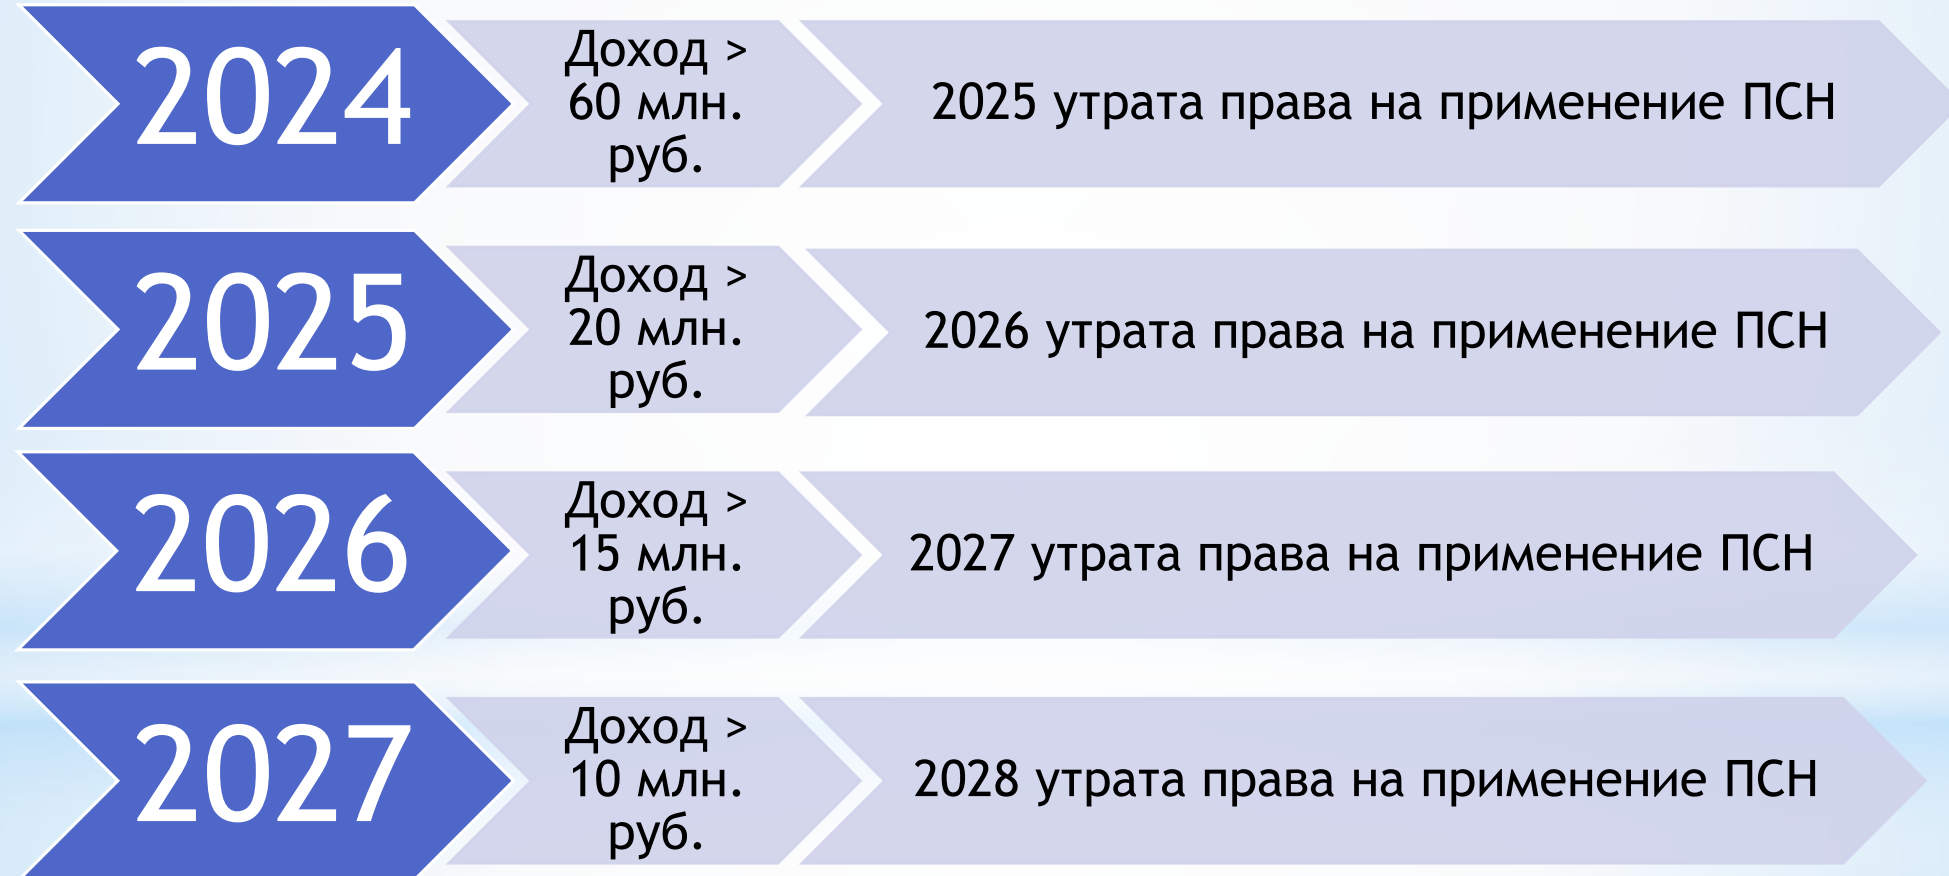 2024
Доход >
60 млн.
руб.
2025 утрата права на применение ПСН
2025
Доход >
20 млн.
руб.
2026 утрата права на применение ПСН
2026
Доход >
15 млн.
руб.
2027 утрата права на применение ПСН
2027
Доход >
10 млн.
руб.
2028 утрата права на применение ПСН